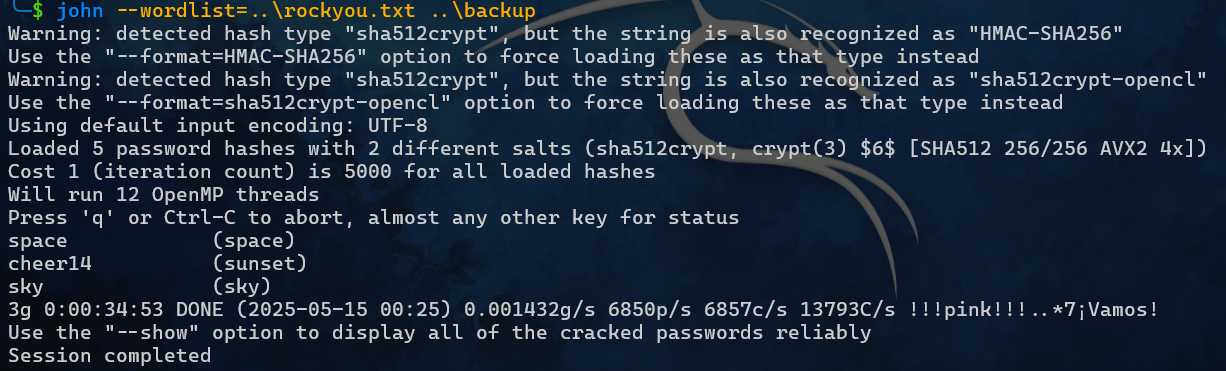 └─$ john --wordlist=..\rockyou.txt ..\backup
Warning: detected hash type "sha512crypt", but the string is also recognized as "HMAC-SHA256"
Use the "--format=HMAC-SHA256" option to force loading these as that type instead
Warning: detected hash type "sha512crypt", but the string is also recognized as "sha512crypt-opencl"
Use the "--format=sha512crypt-opencl" option to force loading these as that type instead
Using default input encoding: UTF-8
Loaded 5 password hashes with 2 different salts (sha512crypt, crypt(3) $6$ [SHA512 256/256 AVX2 4x])
Cost 1 (iteration count) is 5000 for all loaded hashes
Will run 12 OpenMP threads
Press 'q' or Ctrl-C to abort, almost any other key for status
space            (space)
cheer14          (sunset)
sky              (sky)
3g 0:00:34:53 DONE (2025-05-15 00:25) 0.001432g/s 6850p/s 6857c/s 13793C/s !!!pink!!!..*7¡Vamos!
Use the "--show" option to display all of the cracked passwords reliably
Session completed